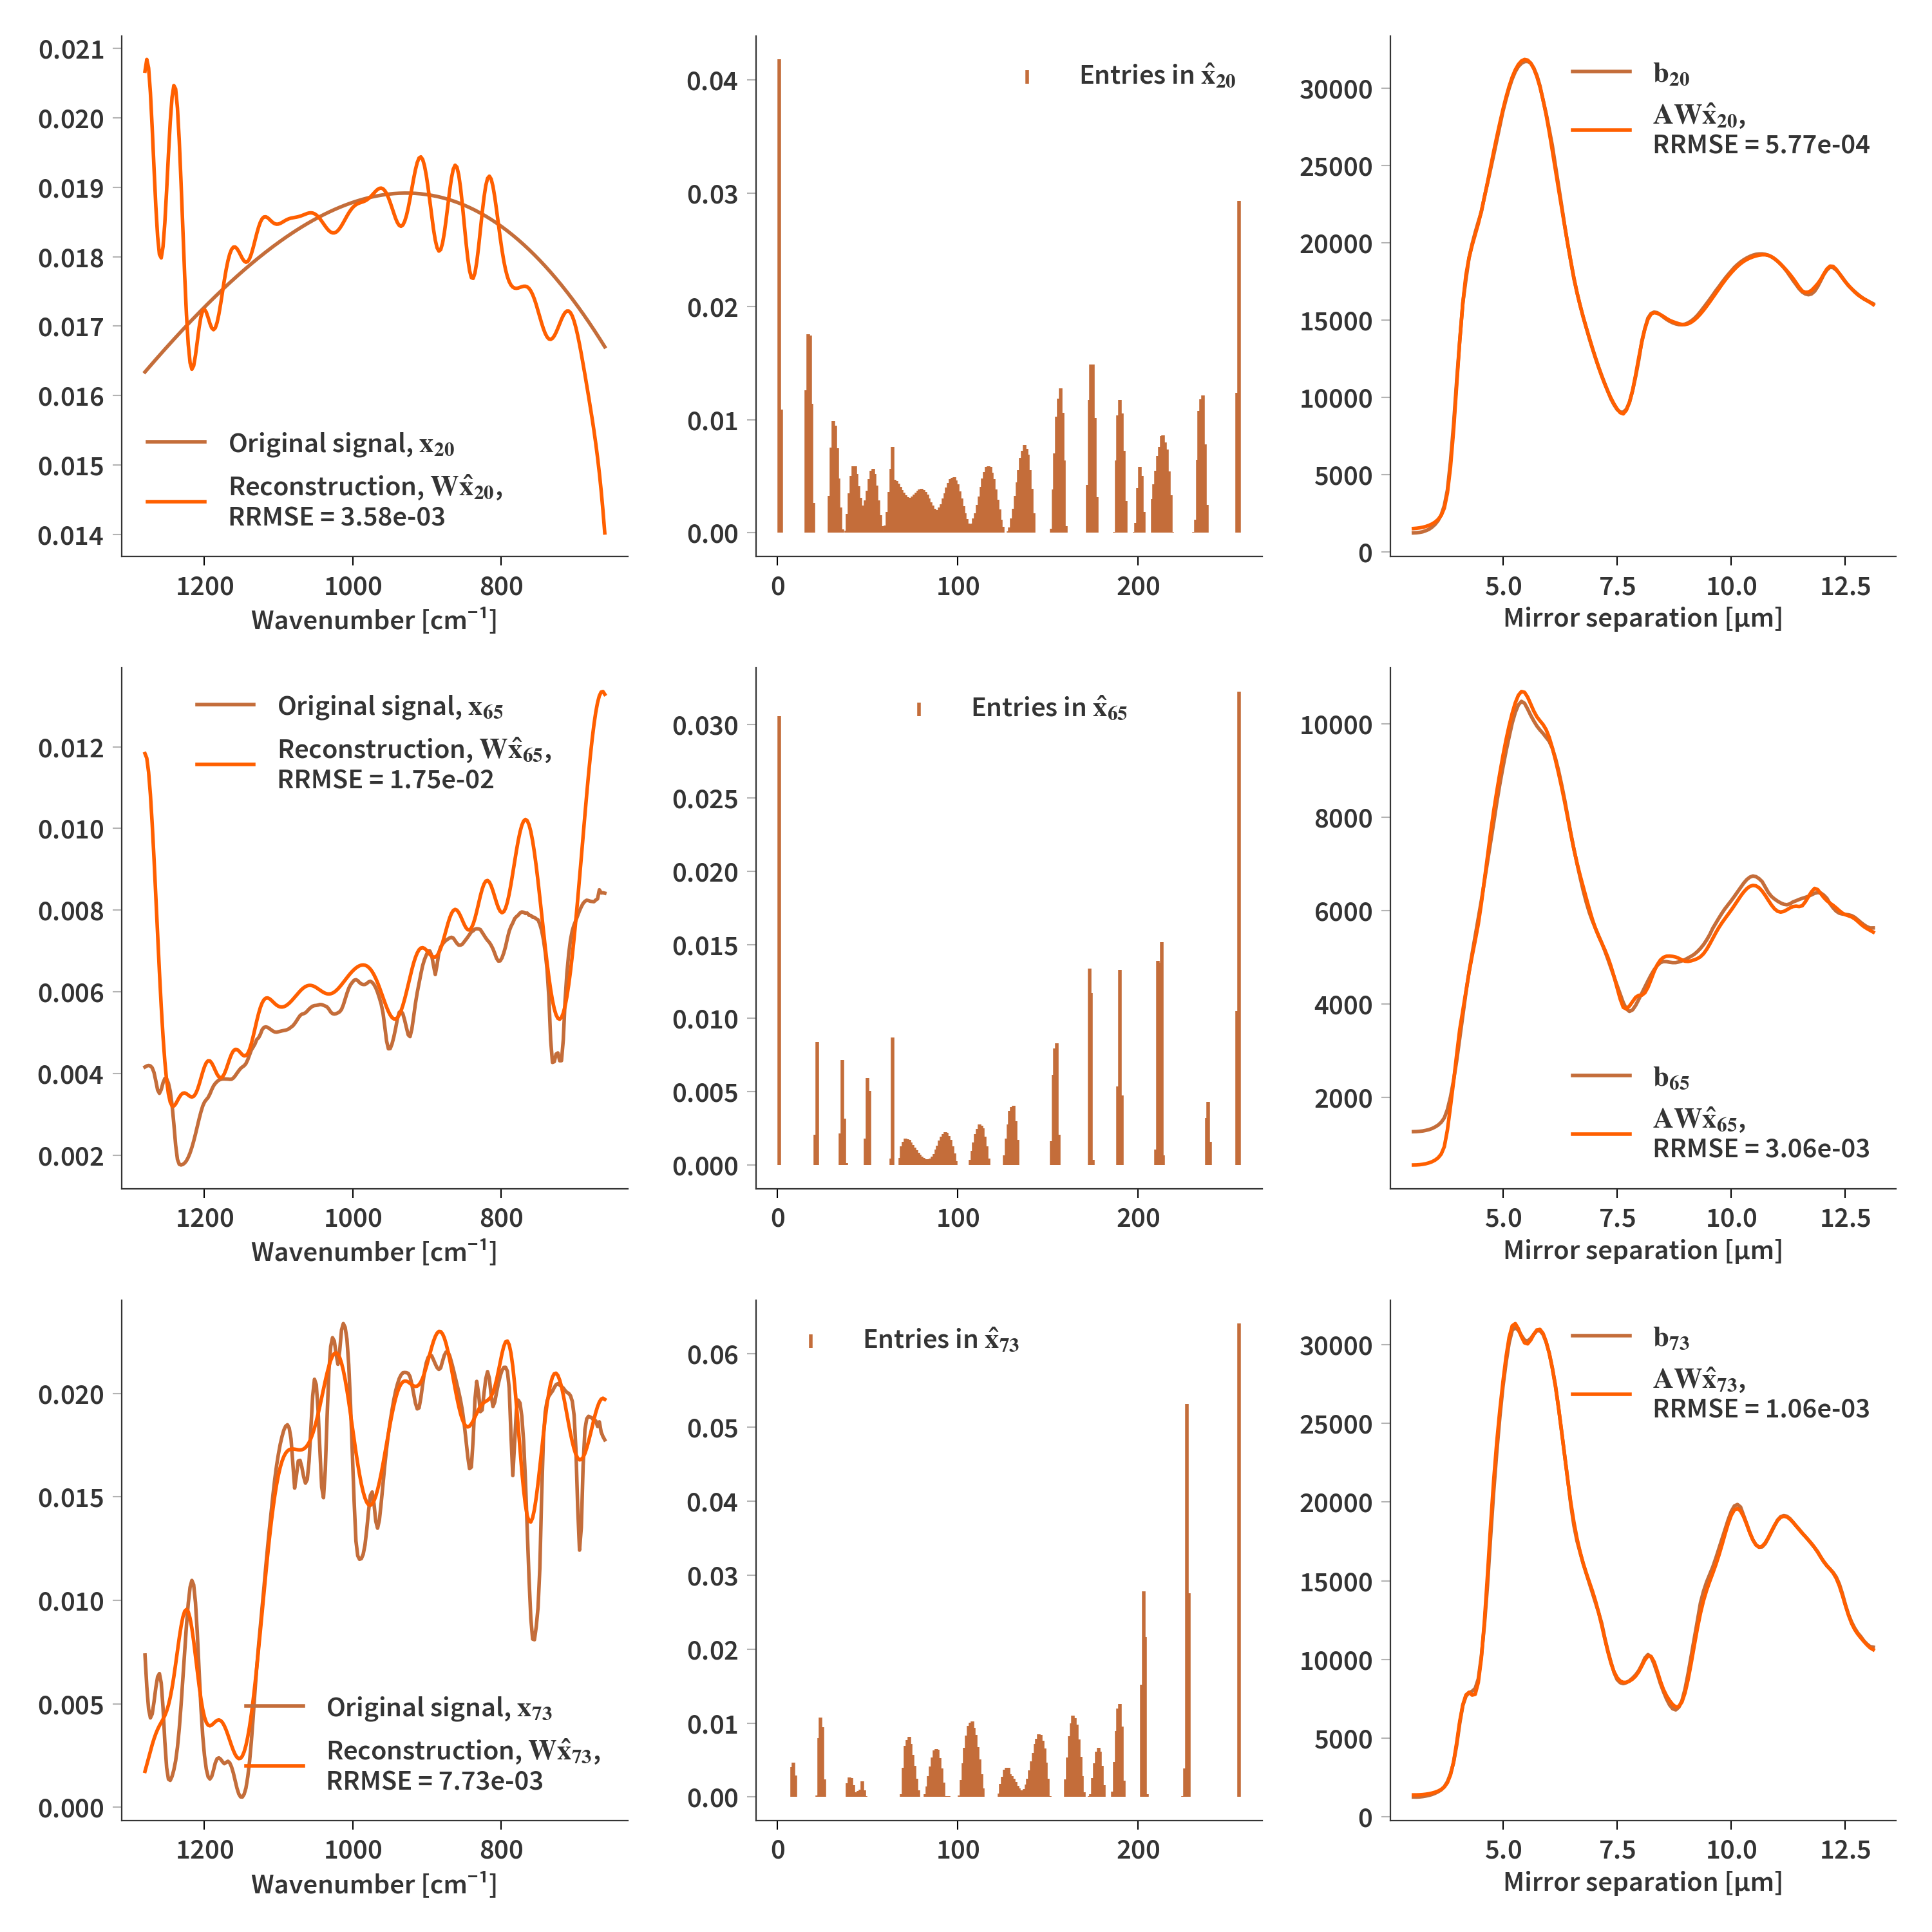 0.021
0.020
0.019
0.018
0.017
0.016
0.015
0.014
Original signal, x₂₀
Reconstruction, Wx̂₂₀,
RRMSE = 3.58e-03
1200 1000 800
Wavenumber [cm⁻¹]
0.04
0.03
0.02
0.01
0.00
Entries in x̂₂₀
0 100 200
30000
25000
20000
15000
10000
5000
0
b₂₀
AWx̂₂₀,
RRMSE = 5.77e-04
5.0 7.5 10.0 12.5
Mirror separation [µm]
0.012
0.010
0.008
0.006
0.004
0.002
Original signal, x₆₅
Reconstruction, Wx̂₆₅,
RRMSE = 1.75e-02
1200 1000 800
Wavenumber [cm⁻¹]
0.030
0.025
0.020
0.015
0.010
0.005
0.000
Entries in x̂₆₅
0 100 200
10000
8000
6000
4000
2000
b₆₅
AWx̂₆₅,
RRMSE = 3.06e-03
5.0 7.5 10.0 12.5
Mirror separation [µm]
0.020
0.015
0.010
0.005
0.000
Original signal, x₇₃
Reconstruction, Wx̂₇₃,
RRMSE = 7.73e-03
1200 1000 800
Wavenumber [cm⁻¹]
0.06
0.05
0.04
0.03
0.02
0.01
0.00
Entries in x̂₇₃
0 100 200
30000
25000
20000
15000
10000
5000
0
b₇₃
AWx̂₇₃,
RRMSE = 1.06e-03
5.0 7.5 10.0 12.5
Mirror separation [µm]